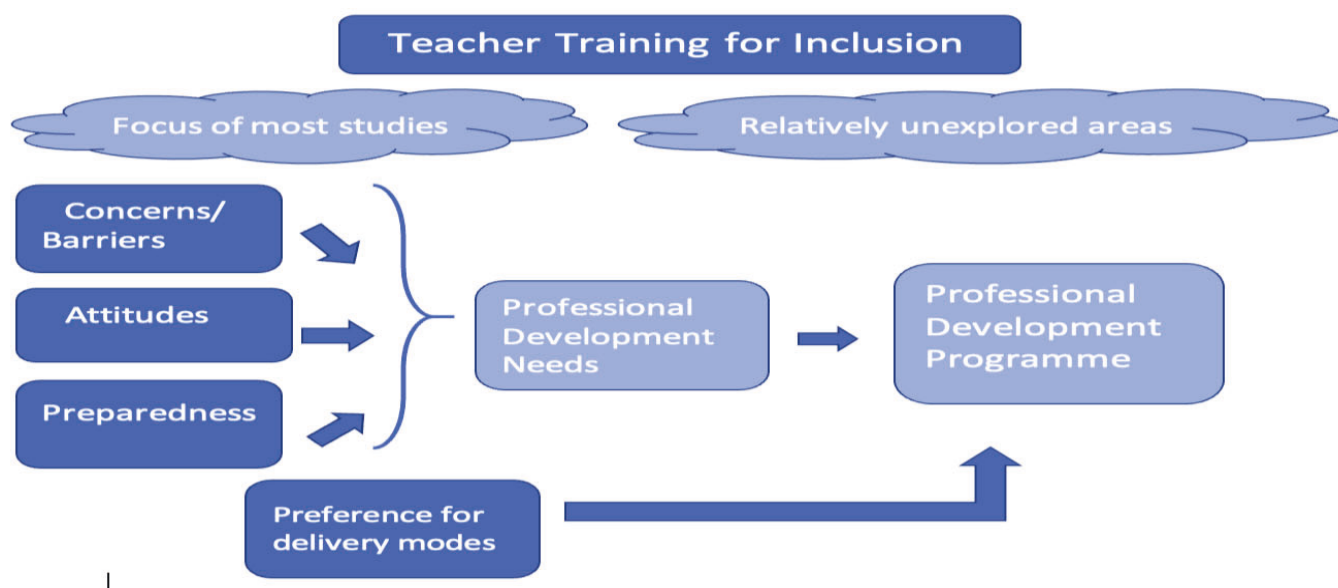 Teacher Training for Inclusion
Focus of most studies
Relatively unexplored areas
Concerns/
Barriers
Attitudes
Preparedness
Professional
Development
Needs
Professional
Development
Programme
Preference for
delivery modes